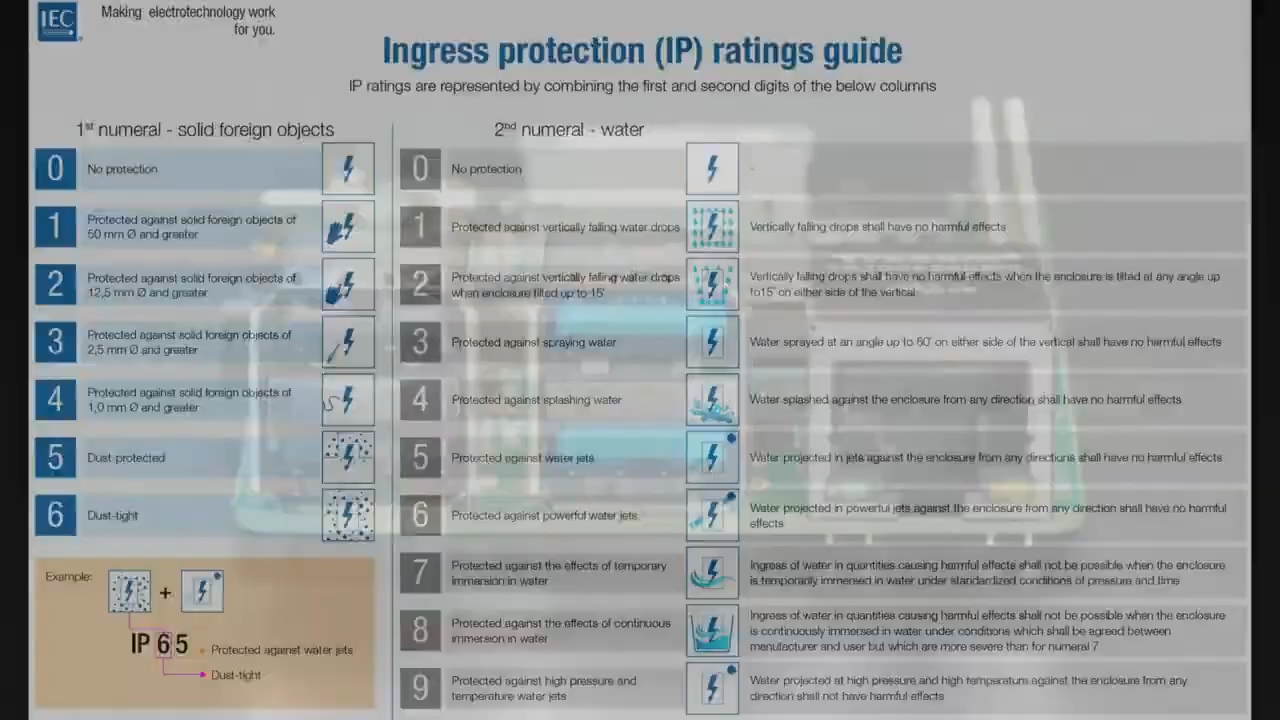 IEC
Making electrotechnology work
for you.
Ingress protection (IP) ratings guide
IP ratings are represented by combining the first and second digits of the below columns
1st numeral - solid foreign objects
0
No protection
1
Protected against solid foreign objects of
50 mm Ø and greater
2
Protected against solid foreign objects of
12,5 mm Ø and greater
3
Protected against solid foreign objects of
2,5 mm Ø and greater
4
Protected against solid foreign objects of
1,0 mm Ø and greater
5
Dust-protected
6
Dust-tight
Example:
+
IP 65
Protected against water jets
Dust-tight
2nd numeral - water
0
No protection
-
1
Protected against vertically falling water drops
Vertically falling drops shall have no harmful effects
2
Protected against vertically falling water drops
when enclosure tilted up to 15°
Vertically falling drops shall have no harmful effects when the enclosure is tilted at any angle up
to15° on either side of the vertical
3
Protected against spraying water
Water sprayed at an angle up to 60° on either side of the vertical shall have no harmful effects
4
Protected against splashing water
Water splashed against the enclosure from any direction shall have no harmful effects
5
Protected against water jets
Water projected in jets against the enclosure from any directions shall have no harmful effects
6
Protected against powerful water jets
Water projected in powerful jets against the enclosure from any direction shall have no harmful
effects
7
Protected against the effects of temporary
immersion in water
Ingress of water in quantities causing harmful effects shall not be possible when the enclosure
is temporarily immersed in water under standardized conditions of pressure and time
8
Protected against the effects of continuous
immersion in water
Ingress of water in quantities causing harmful effects shall not be possible when the enclosure
is continuously immersed in water under conditions which shall be agreed between
manufacturer and user but which are more severe than for numeral 7
9
Protected against high pressure and
temperature water jets
Water projected at high pressure and high temperature against the enclosure from any
direction shall not have harmful effects